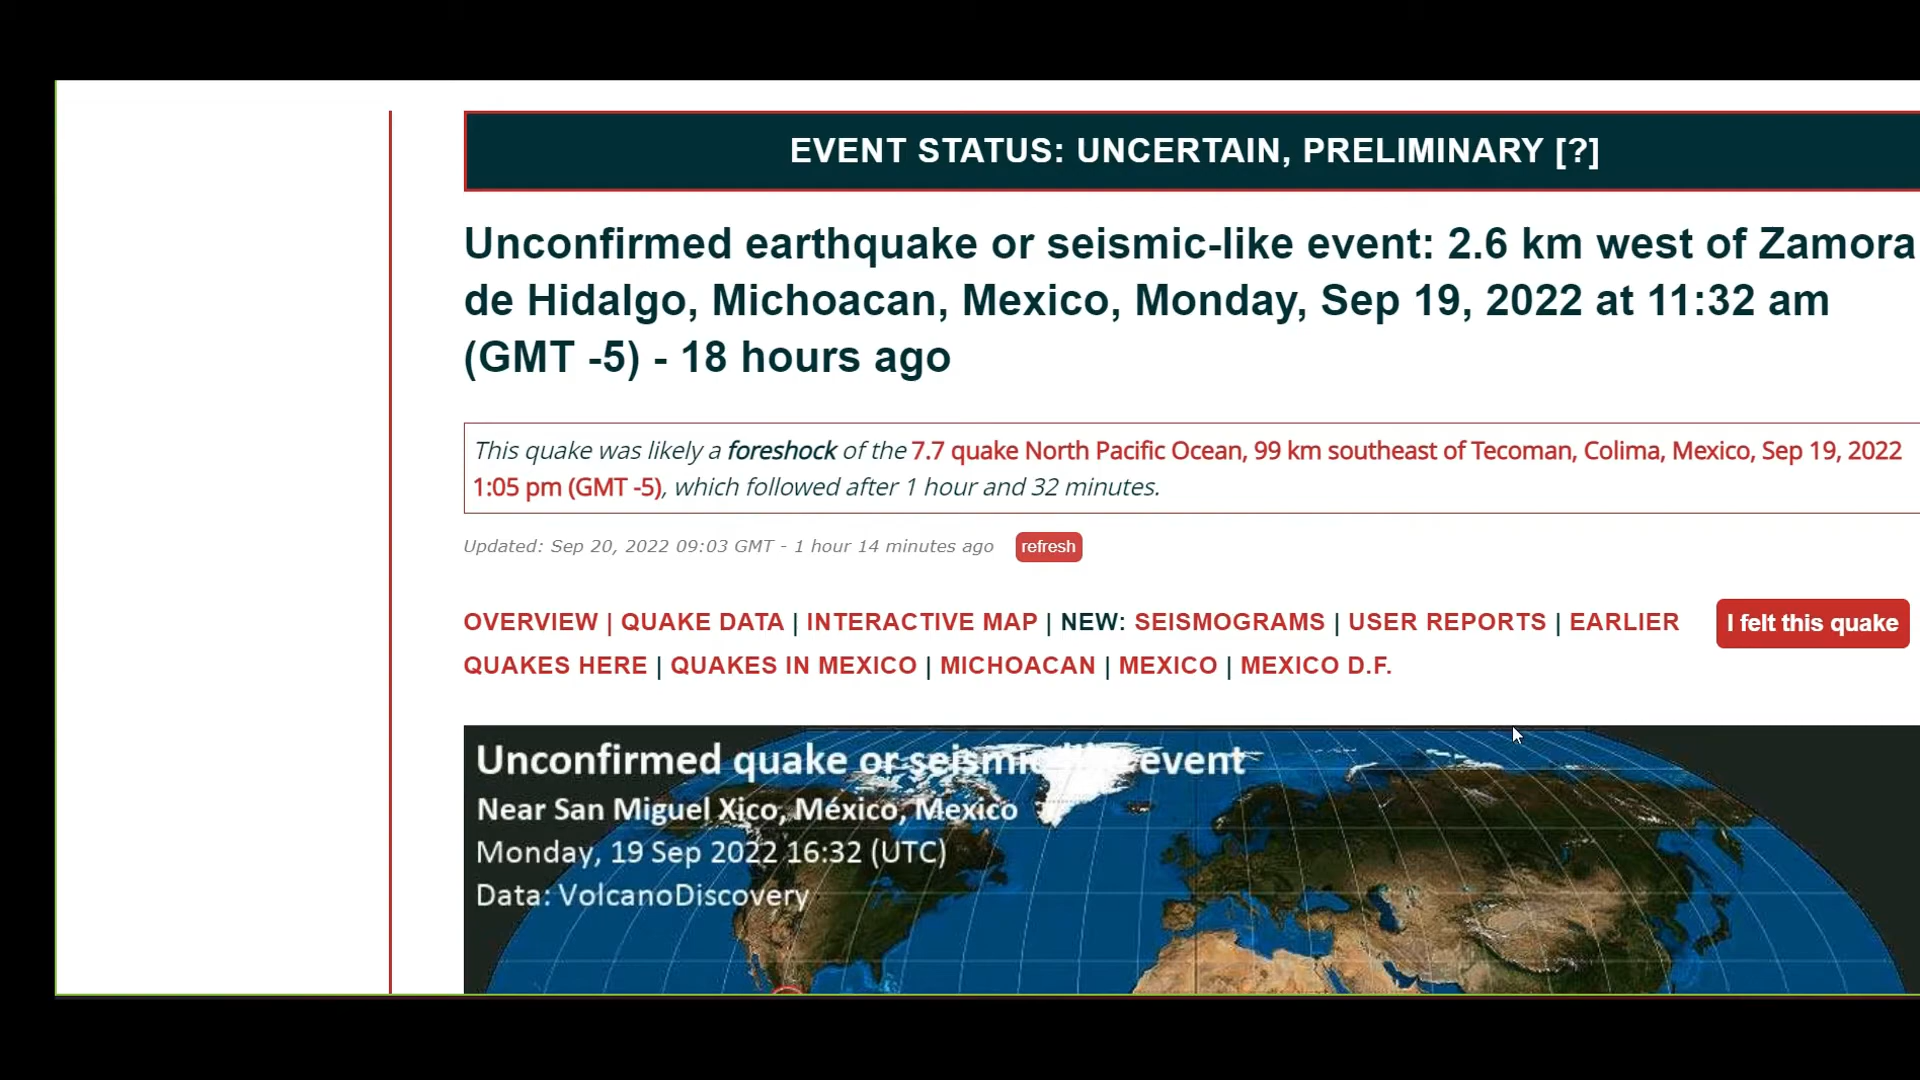 EVENT STATUS: UNCERTAIN, PRELIMINARY [?]
Unconfirmed earthquake or seismic-like event: 2.6 km west of Zamora
de Hidalgo, Michoacan, Mexico, Monday, Sep 19, 2022 at 11:32 am
(GMT -5) - 18 hours ago
This quake was likely a foreshock of the 7.7 quake North Pacific Ocean, 99 km southeast of Tecoman, Colima, Mexico, Sep 19, 2022
1:05 pm (GMT -5), which followed after 1 hour and 32 minutes.
Updated: Sep 20, 2022 09:03 GMT - 1 hour 14 minutes ago refresh
OVERVIEW | QUAKE DATA | INTERACTIVE MAP | NEW: SEISMOGRAMS | USER REPORTS | EARLIER
I felt this quake
QUAKES HERE | QUAKES IN MEXICO | MICHOACAN | MEXICO | MEXICO D.F.
Unconfirmed quake or seismic-like event
Near San Miguel Xico, México, Mexico
Monday, 19 Sep 2022 16:32 (UTC)
Data: VolcanoDiscovery